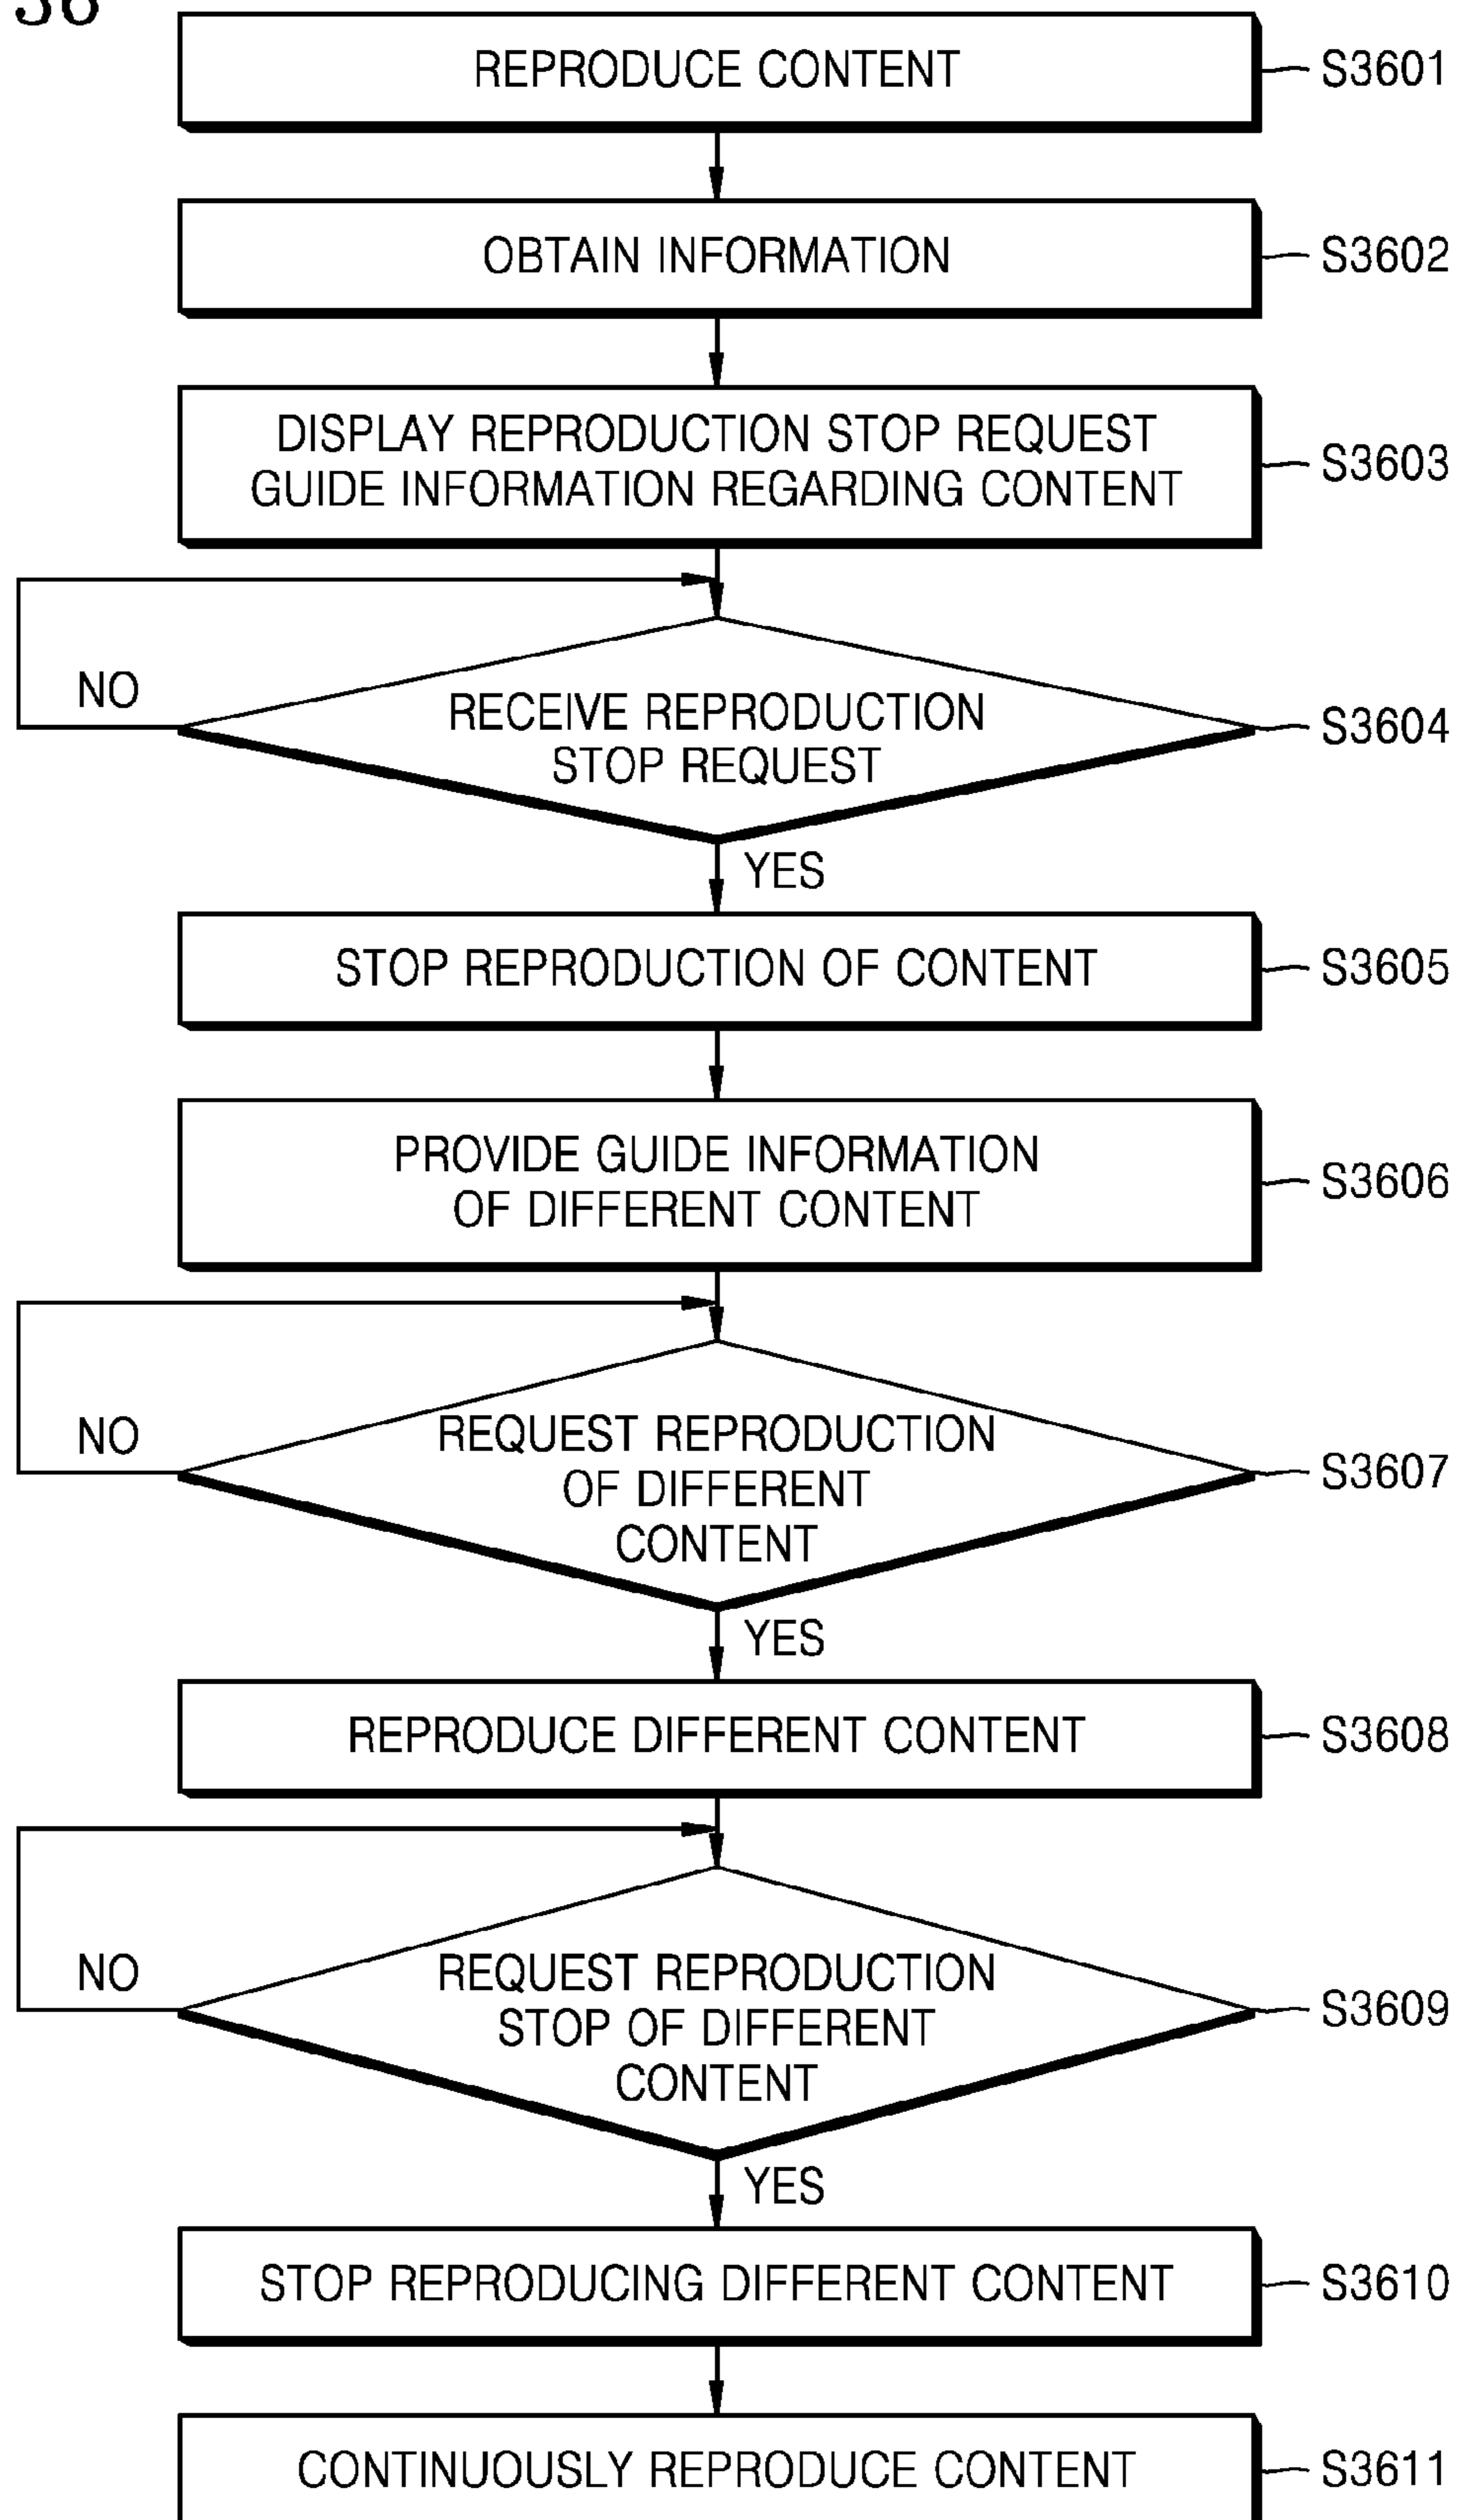 36
REPRODUCE CONTENT
S3601
OBTAIN INFORMATION
S3602
DISPLAY REPRODUCTION STOP REQUEST
GUIDE INFORMATION REGARDING CONTENT
S3603
NO
RECEIVE REPRODUCTION
STOP REQUEST
S3604
YES
STOP REPRODUCTION OF CONTENT
S3605
PROVIDE GUIDE INFORMATION
OF DIFFERENT CONTENT
S3606
NO
REQUEST REPRODUCTION
OF DIFFERENT
CONTENT
S3607
YES
REPRODUCE DIFFERENT CONTENT
S3608
NO
REQUEST REPRODUCTION
STOP OF DIFFERENT
CONTENT
S3609
YES
STOP REPRODUCING DIFFERENT CONTENT
S3610
CONTINUOUSLY REPRODUCE CONTENT
S3611